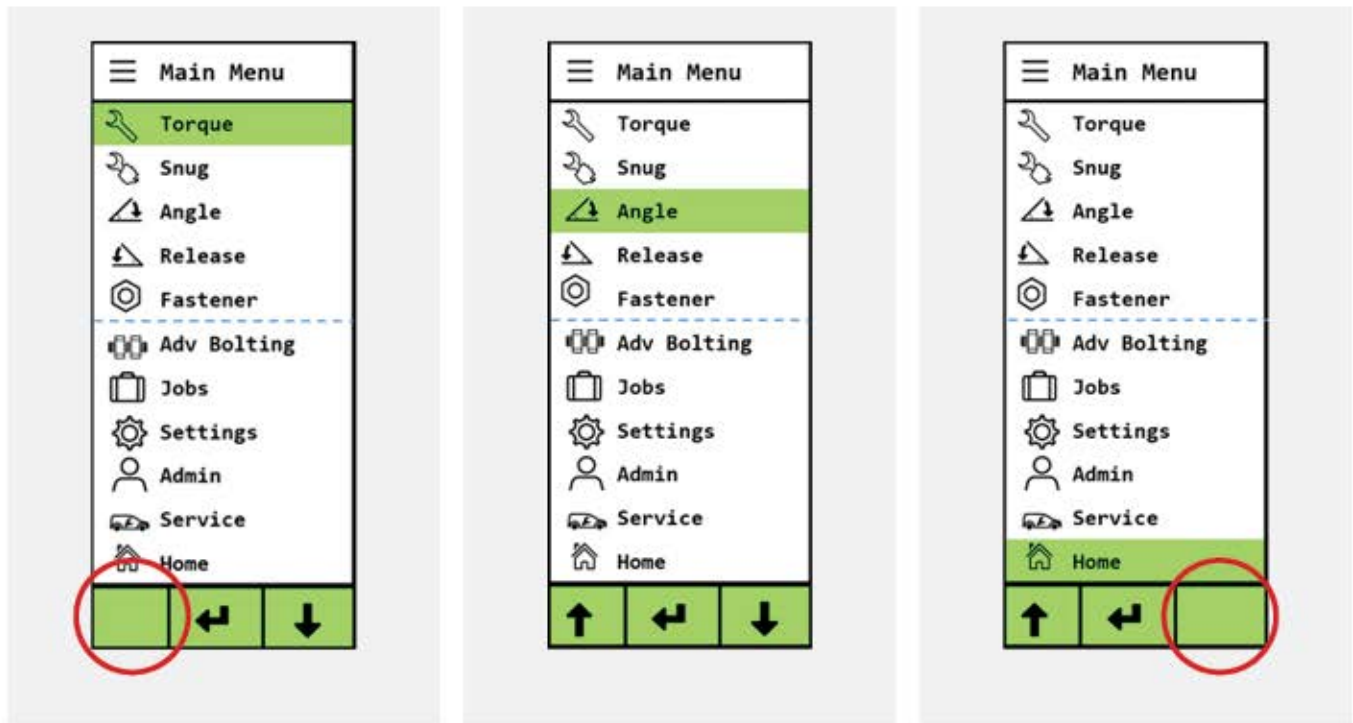 Main Menu
Torque
Snug
Angle
Release
Fastener
Adv Bolting
Jobs
Settings
Admin
Service
Home
Main Menu
Torque
Snug
Angle
Release
Fastener
Adv Bolting
Jobs
Settings
Admin
Service
Home
Main Menu
Torque
Snug
Angle
Release
Fastener
Adv Bolting
Jobs
Settings
Admin
Service
Home